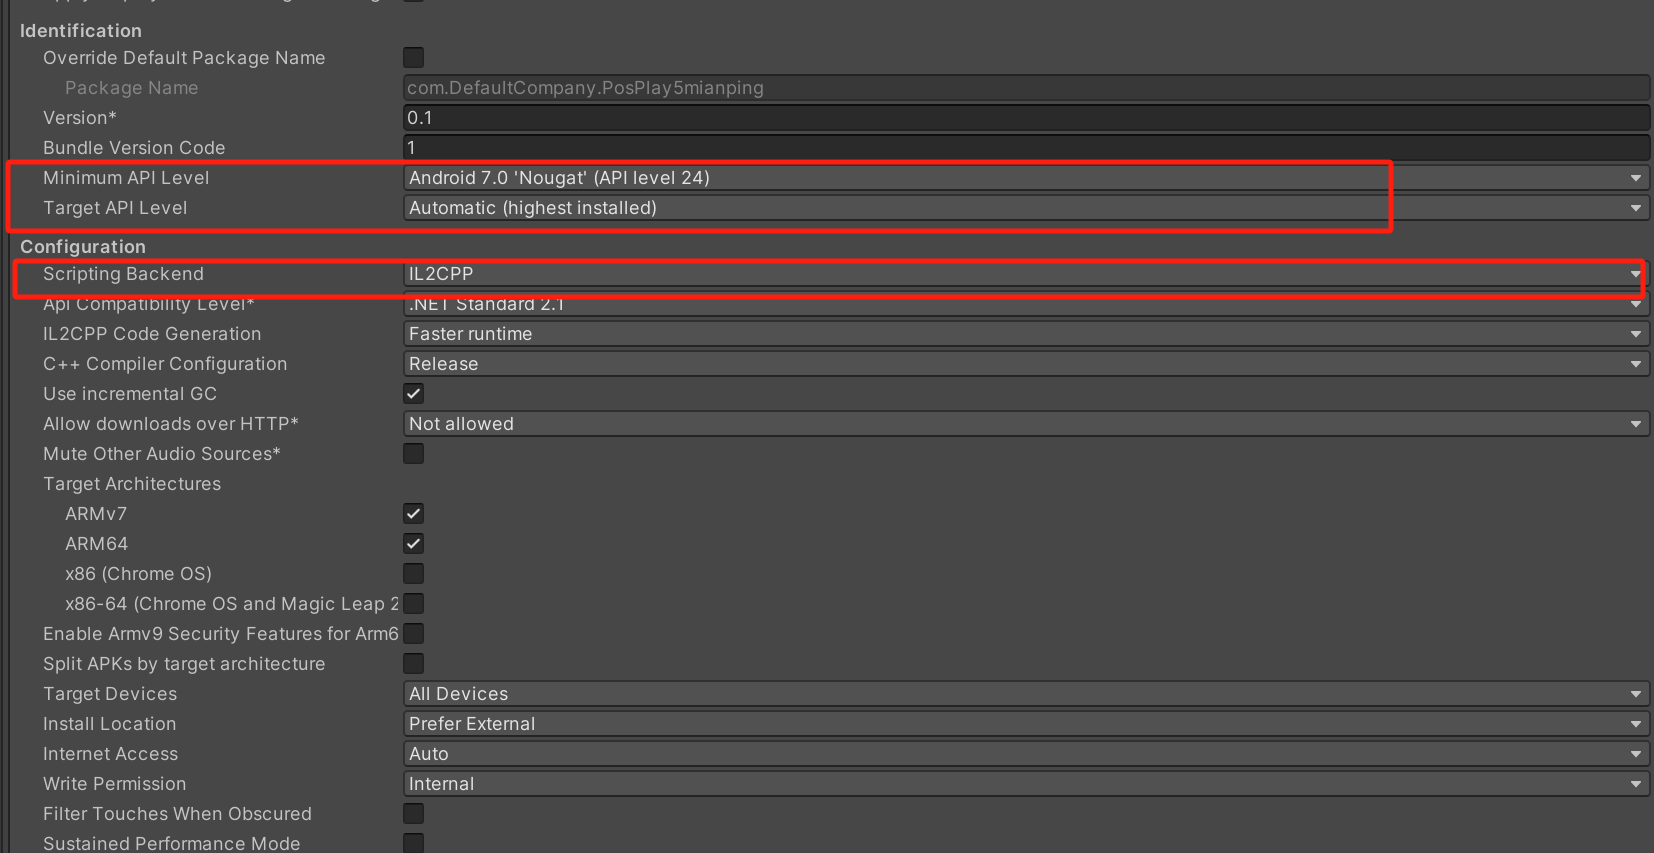 Identification
Override Default Package Name
Package Name com.DefaultCompany.PosPlay5mianping
Version* 0.1
Bundle Version Code 1
Minimum API Level Android 7.0 'Nougat' (API level 24)
Target API Level Automatic (highest installed)
Configuration
Scripting Backend IL2CPP
Api Compatibility Level* .NET Standard 2.1
IL2CPP Code Generation Faster runtime
C++ Compiler Configuration Release
Use incremental GC
Allow downloads over HTTP* Not allowed
Mute Other Audio Sources*
Target Architectures
ARMv7
ARM64
x86 (Chrome OS)
x86-64 (Chrome OS and Magic Leap 2
Enable Armv9 Security Features for Arm6
Split APKs by target architecture
Target Devices All Devices
Install Location Prefer External
Internet Access Auto
Write Permission Internal
Filter Touches When Obscured
Sustained Performance Mode